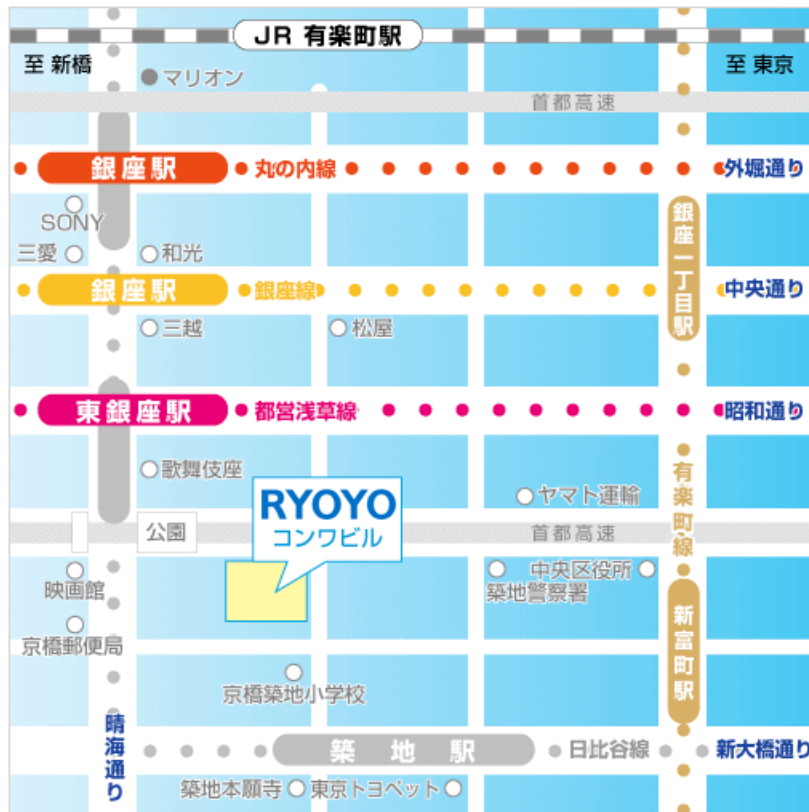 JR 有楽町駅
至 新橋
至 東京
マリオン
首都高速
銀座駅
丸の内線
外堀通り
SONY
三愛
和光
銀座一丁目駅
銀座駅
銀座線
中央通り
三越
松屋
東銀座駅
都営浅草線
昭和通り
歌舞伎座
有楽町線
RYOYO
コンワビル
ヤマト運輸
公園
首都高速
映画館
中央区役所
築地警察署
京橋郵便局
新富町駅
京橋築地小学校
晴海通り
築地駅
日比谷線
新大橋通り
築地本願寺
東京トヨペット